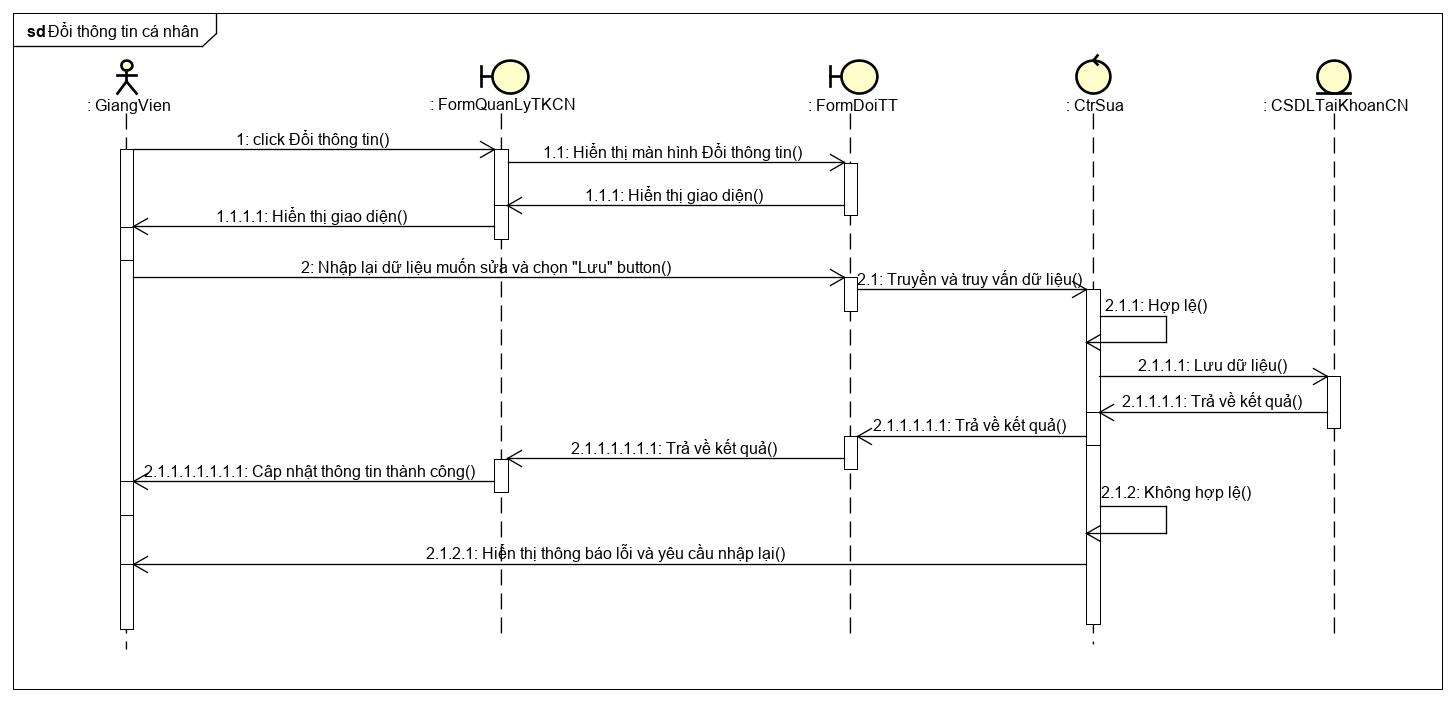 sd Đổi thông tin cá nhân
: GiangVien
: FormQuanLyTKCN
: FormDoiTT
: CtrSua
: CSDLTaiKhoanCN
1: click Đổi thông tin()
1.1: Hiển thị màn hình Đổi thông tin()
1.1.1: Hiển thị giao diện()
1.1.1.1: Hiển thị giao diện()
2: Nhập lại dữ liệu muốn sửa và chọn "Lưu" button()
2.1: Truyền và truy vấn dữ liệu()
2.1.1: Hợp lệ()
2.1.1.1: Lưu dữ liệu()
2.1.1.1.1: Trả về kết quả()
2.1.1.1.1.1: Trả về kết quả()
2.1.1.1.1.1.1: Trả về kết quả()
2.1.1.1.1.1.1.1: Câp nhật thông tin thành công()
2.1.2: Không hợp lệ()
2.1.2.1: Hiển thị thông báo lỗi và yêu cầu nhập lại()